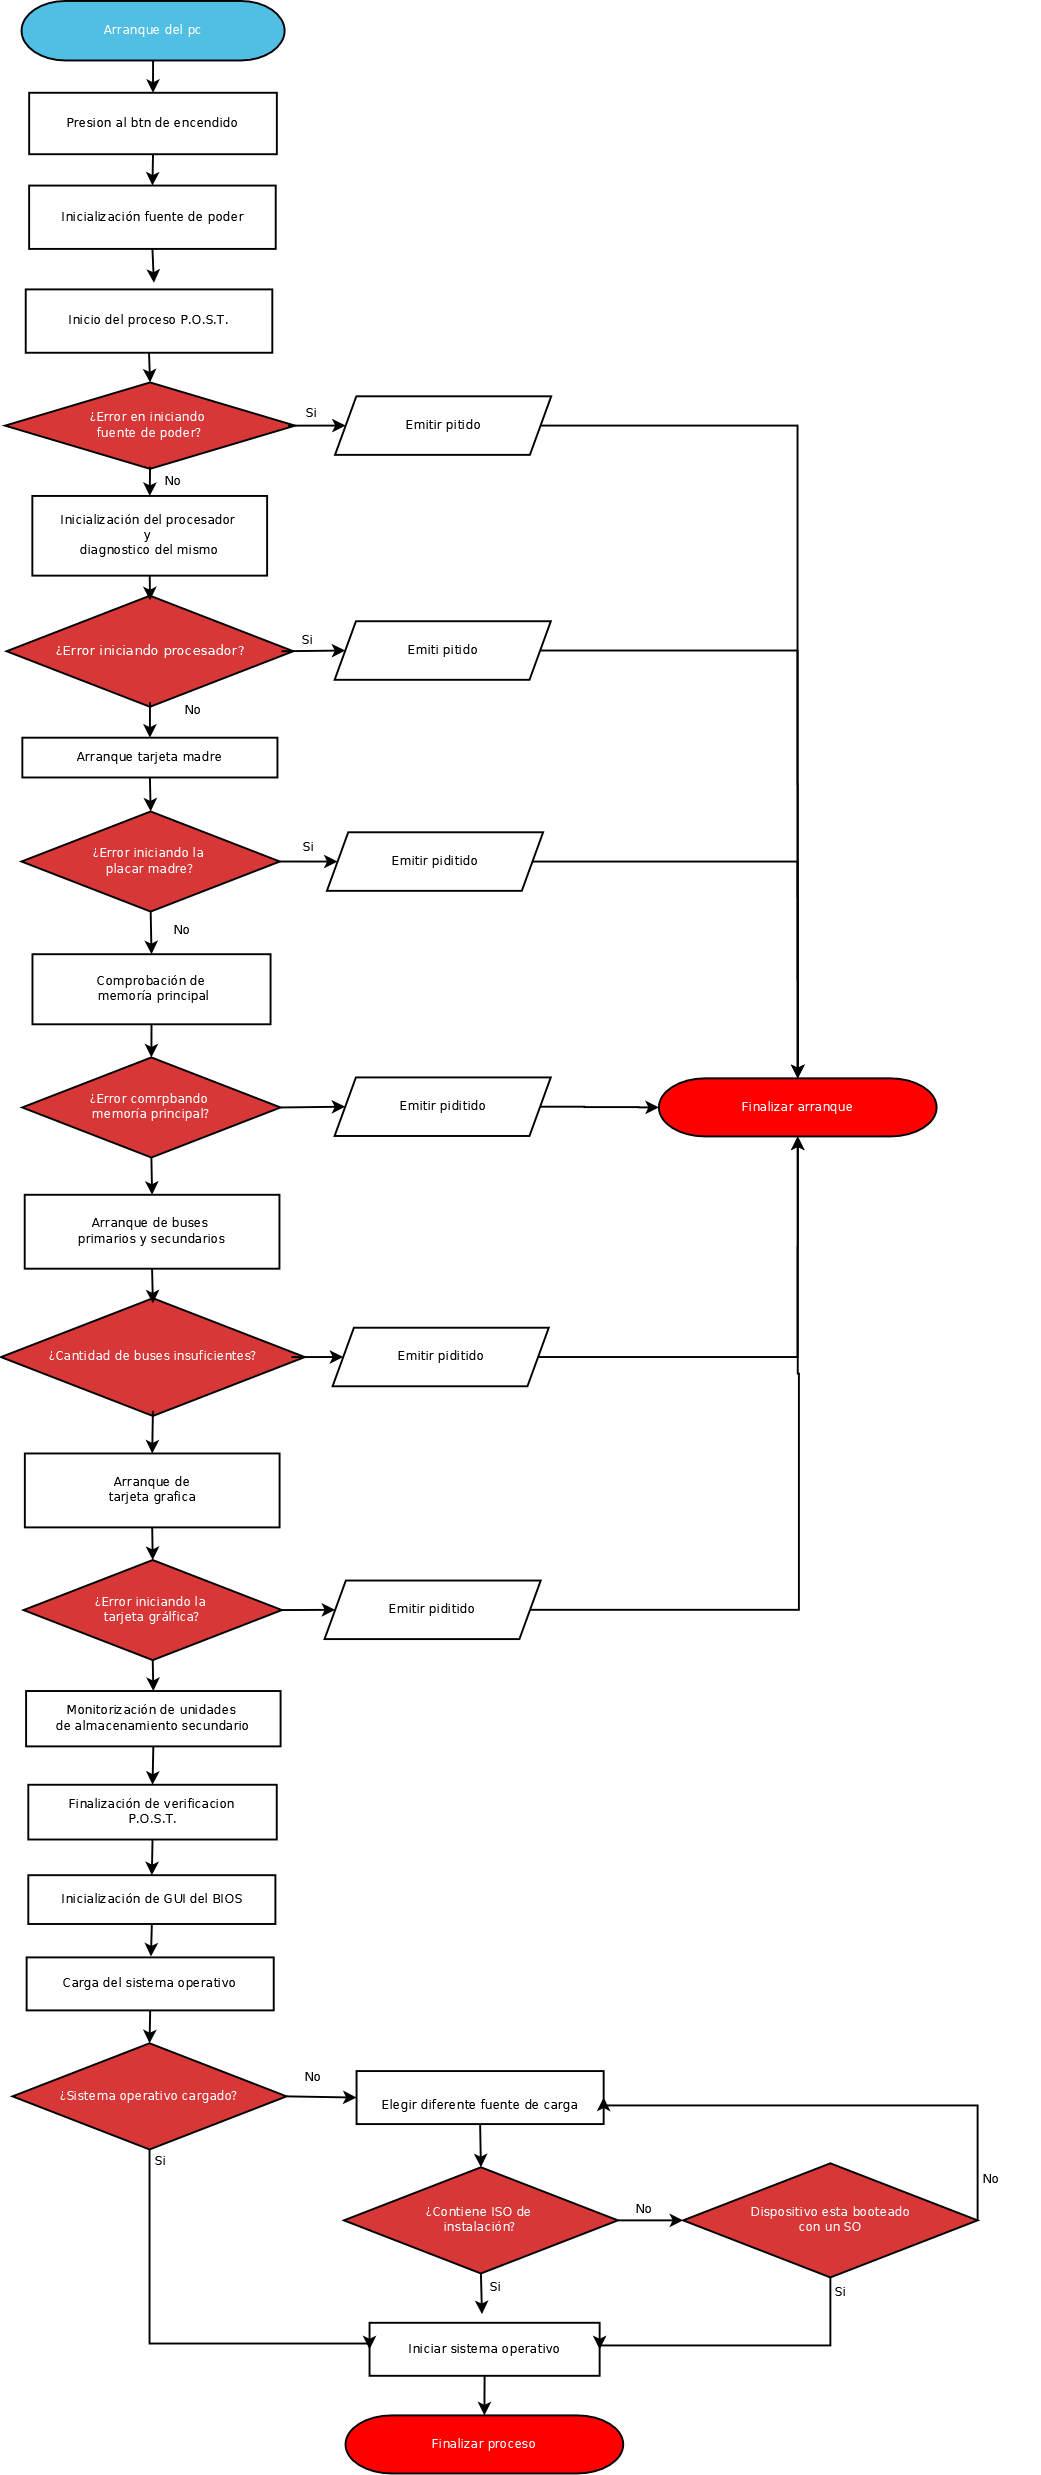 Arranque del pc
Presion al btn de encendido
Inicialización fuente de poder
Inicio del proceso P.O.S.T.
¿Error en iniciando
fuente de poder?
Si
Emitir pitido
No
Inicialización del procesador
y
diagnostico del mismo
¿Error iniciando procesador?
Si
Emiti pitido
No
Arranque tarjeta madre
¿Error iniciando la
placar madre?
Si
Emitir piditido
No
Comprobación de
memoría principal
¿Error comrpbando
memoría principal?
Emitir piditido
Finalizar arranque
Arranque de buses
primarios y secundarios
¿Cantidad de buses insuficientes?
Emitir piditido
Arranque de
tarjeta grafica
¿Error iniciando la
tarjeta grálfica?
Emitir piditido
Monitorización de unidades
de almacenamiento secundario
Finalización de verificacion
P.O.S.T.
Inicialización de GUI del BIOS
Carga del sistema operativo
¿Sistema operativo cargado?
No
Elegir diferente fuente de carga
Si
¿Contiene ISO de
instalación?
No
Dispositivo esta booteado
con un SO
No
Si
Si
Iniciar sistema operativo
Finalizar proceso